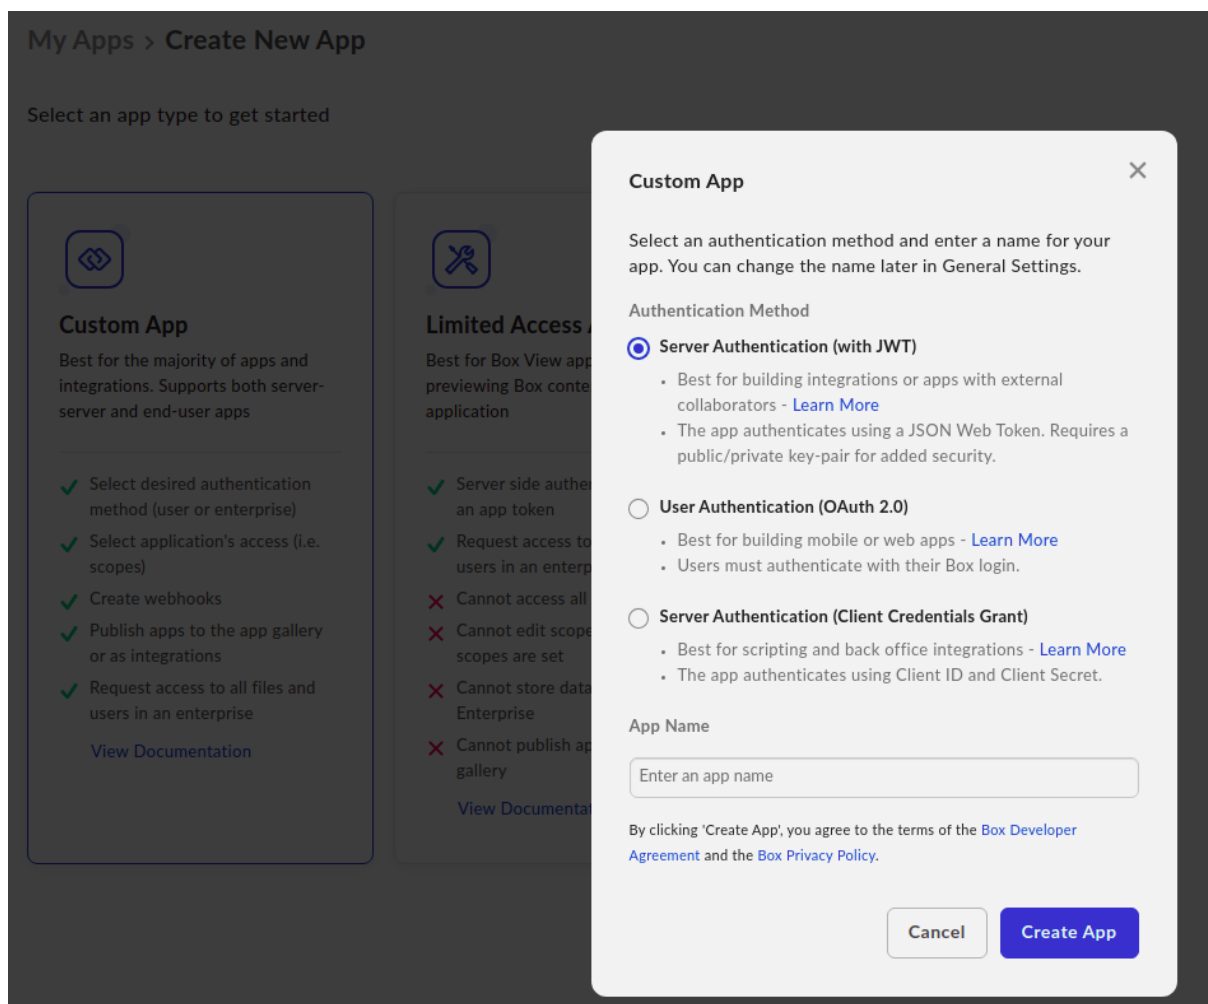 My Apps > Create New App
Select an app type to get started
Custom App
Best for the majority of apps and
integrations. Supports both server-
server and end-user apps
Select desired authentication
method (user or enterprise)
Select application's access (i.e.
scopes)
Create webhooks
Publish apps to the app gallery
or as integrations
Request access to all files and
users in an enterprise
View Documentation
Limited Access
Best for Box View app
previewing Box conte
application
Server side authe
an app token
Request access to
users in an enterp
Cannot access all
Cannot edit scope
scopes are set
Cannot store data
Enterprise
Cannot publish ap
gallery
View Documentat
Custom App
Select an authentication method and enter a name for your
app. You can change the name later in General Settings.
Authentication Method
Server Authentication (with JWT)
• Best for building integrations or apps with external
collaborators - Learn More
• The app authenticates using a JSON Web Token. Requires a
public/private key-pair for added security.
User Authentication (OAuth 2.0)
• Best for building mobile or web apps - Learn More
• Users must authenticate with their Box login.
Server Authentication (Client Credentials Grant)
• Best for scripting and back office integrations - Learn More
• The app authenticates using Client ID and Client Secret.
App Name
Enter an app name
By clicking 'Create App', you agree to the terms of the Box Developer
Agreement and the Box Privacy Policy.
Cancel
Create App